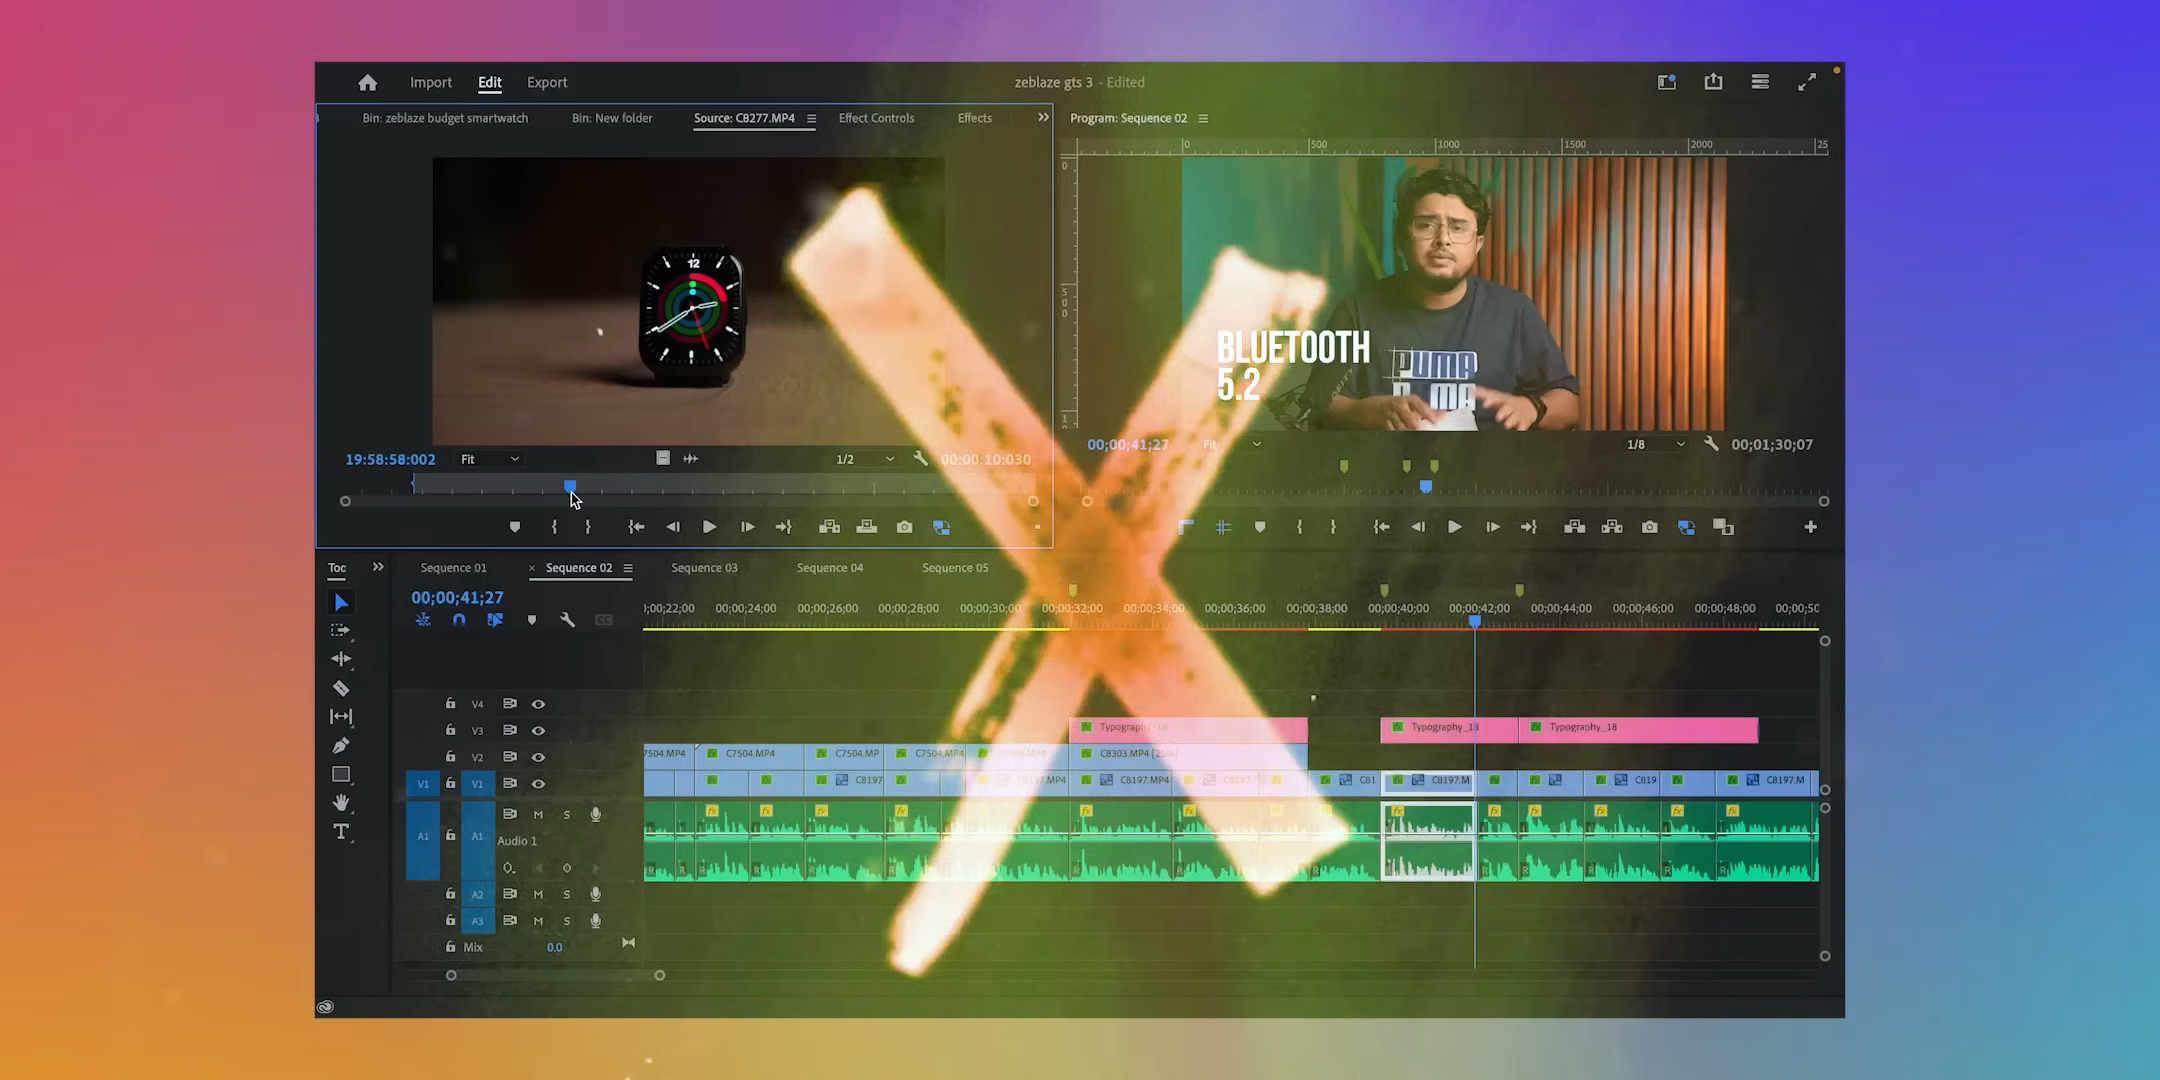 Import Edit Export
zeblaze gts 3 - Edited
Bin: zeblaze budget smartwatch Bin: New folder Source: C8277.MP4 Effect Controls Effects
Program: Sequence 02
0 500 1000 1500 2000 25
0
12
500
BLUETOOTH
5.2
PUMA
19:58:58:002 Fit 1/2 00:00:10:030
00;00;41;27 Fit 1/8 00;01;30;07
Sequence 01 × Sequence 02 Sequence 03 Sequence 04 Sequence 05
00;00;41;27
);00;22;00 00;00;24;00 00;00;26;00 00;00;28;00 00;00;30;00 00;00;32;00 00;00;34;00 00;00;36;00 00;00;38;00 00;00;40;00 00;00;42;00 00;00;44;00 00;00;46;00 00;00;48;00 00;00;50
V4
V3 Typography_18 Typography_18
V2 7504.MP4 C7504.MP4 C7504.MP C7504.MP4 C8303.MP4 [25%]
V1 V1 C8197 C8197.MP4 C8197.MP4 C8197 C81 C8197.M C819 C8197.M
M S
A1 A1
Audio 1
A2 M S
A3 M S
Mix 0.0